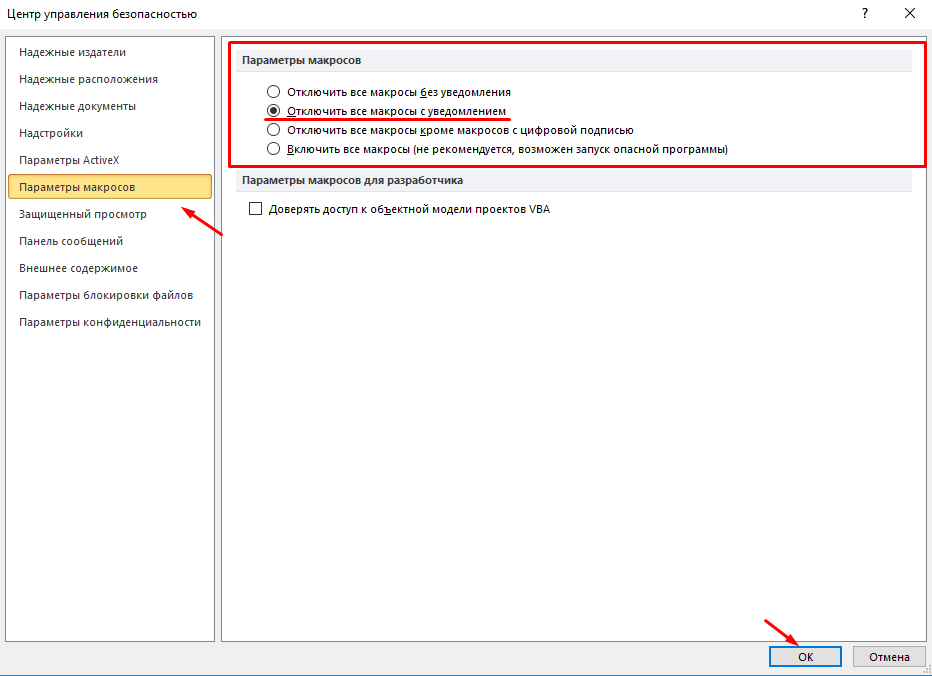 Центр управления безопасностью
?
Надежные издатели
Надежные расположения
Надежные документы
Надстройки
Параметры ActiveX
Параметры макросов
Защищенный просмотр
Панель сообщений
Внешнее содержимое
Параметры блокировки файлов
Параметры конфиденциальности
Параметры макросов
Отключить все макросы без уведомления
Отключить все макросы с уведомлением
Отключить все макросы кроме макросов с цифровой подписью
Включить все макросы (не рекомендуется, возможен запуск опасной программы)
Параметры макросов для разработчика
Доверять доступ к объектной модели проектов VBA
ОК
Отмена